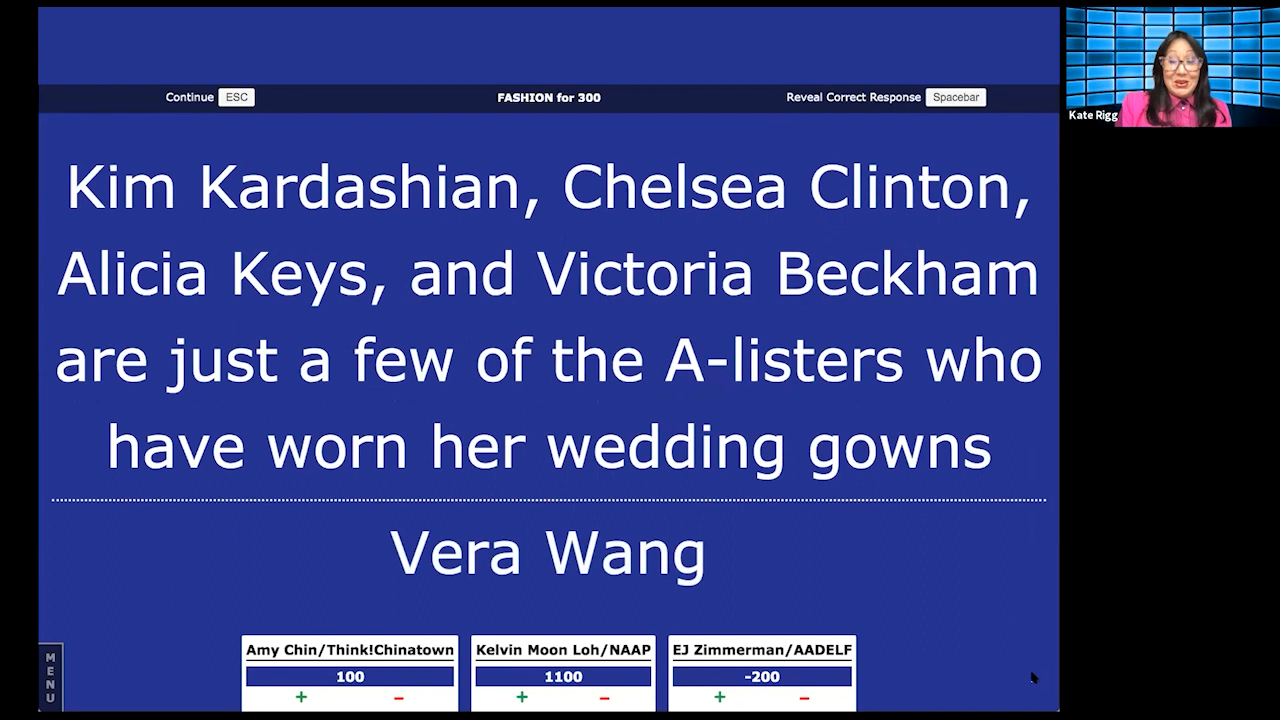 Continue ESC FASHION for 300 Reveal Correct Response Spacebar
Kate Rigg
Kim Kardashian, Chelsea Clinton,
Alicia Keys, and Victoria Beckham
are just a few of the A-listers who
have worn her wedding gowns
Vera Wang
MENU
Amy Chin/Think!Chinatown Kelvin Moon Loh/NAAP EJ Zimmerman/AADELF
100 1100 -200
+ − + − + −